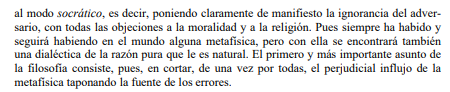 al modo socrático, es decir, poniendo claramente de manifiesto la ignorancia del adver-
sario, con todas las objeciones a la moralidad y a la religión. Pues siempre ha habido y
seguirá habiendo en el mundo alguna metafísica, pero con ella se encontrará también
una dialéctica de la razón pura que le es natural. El primero y más importante asunto de
la filosofía consiste, pues, en cortar, de una vez por todas, el perjudicial influjo de la
metafísica taponando la fuente de los errores.